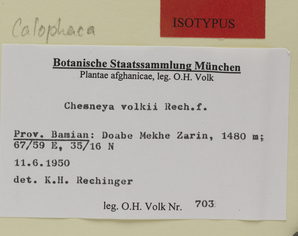 Calophaca
ISOTYPUS
Botanische Staatssammlung München
Plantae afghanicae, leg. O.H. Volk
Chesneya volkii Rech.f.
Prov. Bamian: Doabe Mekhe Zarin, 1480 m;
67/59 E, 35/16 N
11.6.1950
det. K.H. Rechinger
leg. O.H. Volk Nr. 703